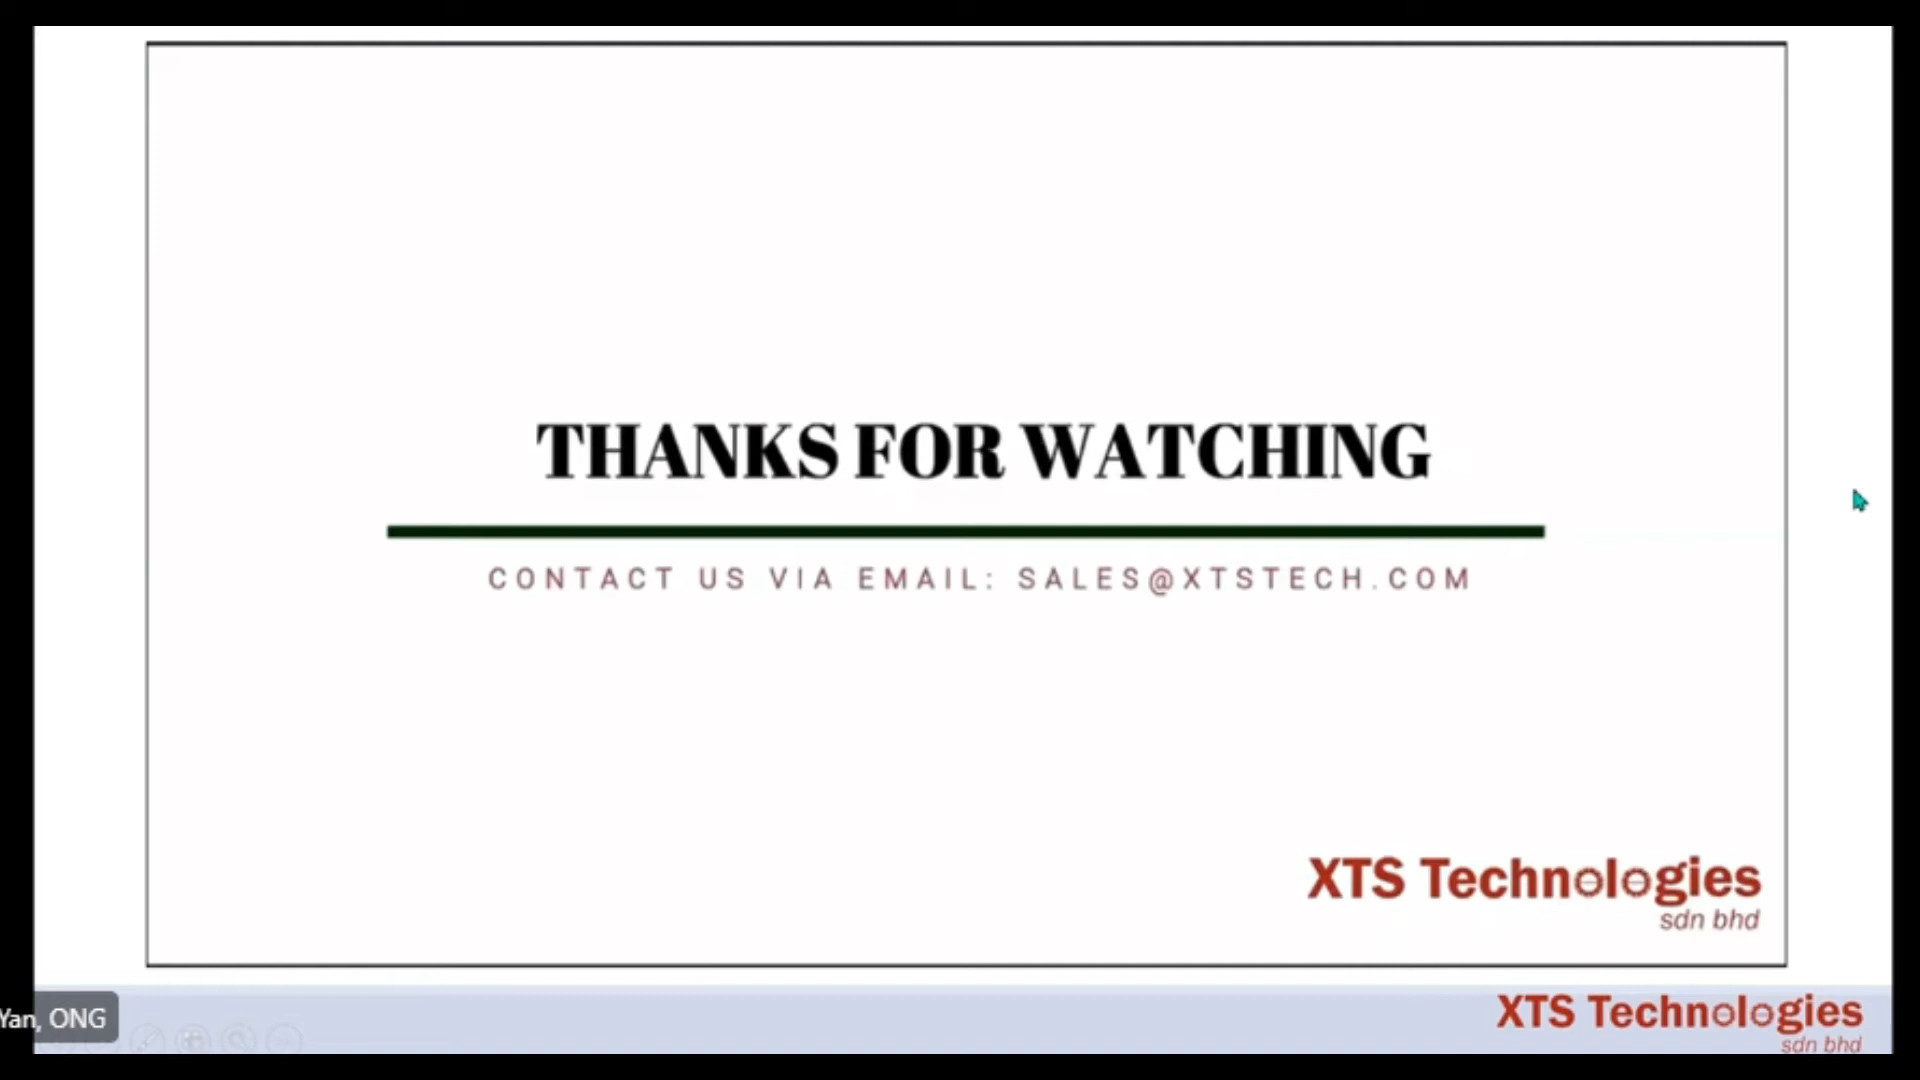 THANKS FOR WATCHING
CONTACT US VIA EMAIL: SALES@XTSTECH.COM
XTS Technologies
sdn bhd
Yan, ONG
XTS Technologies
sdn bhd